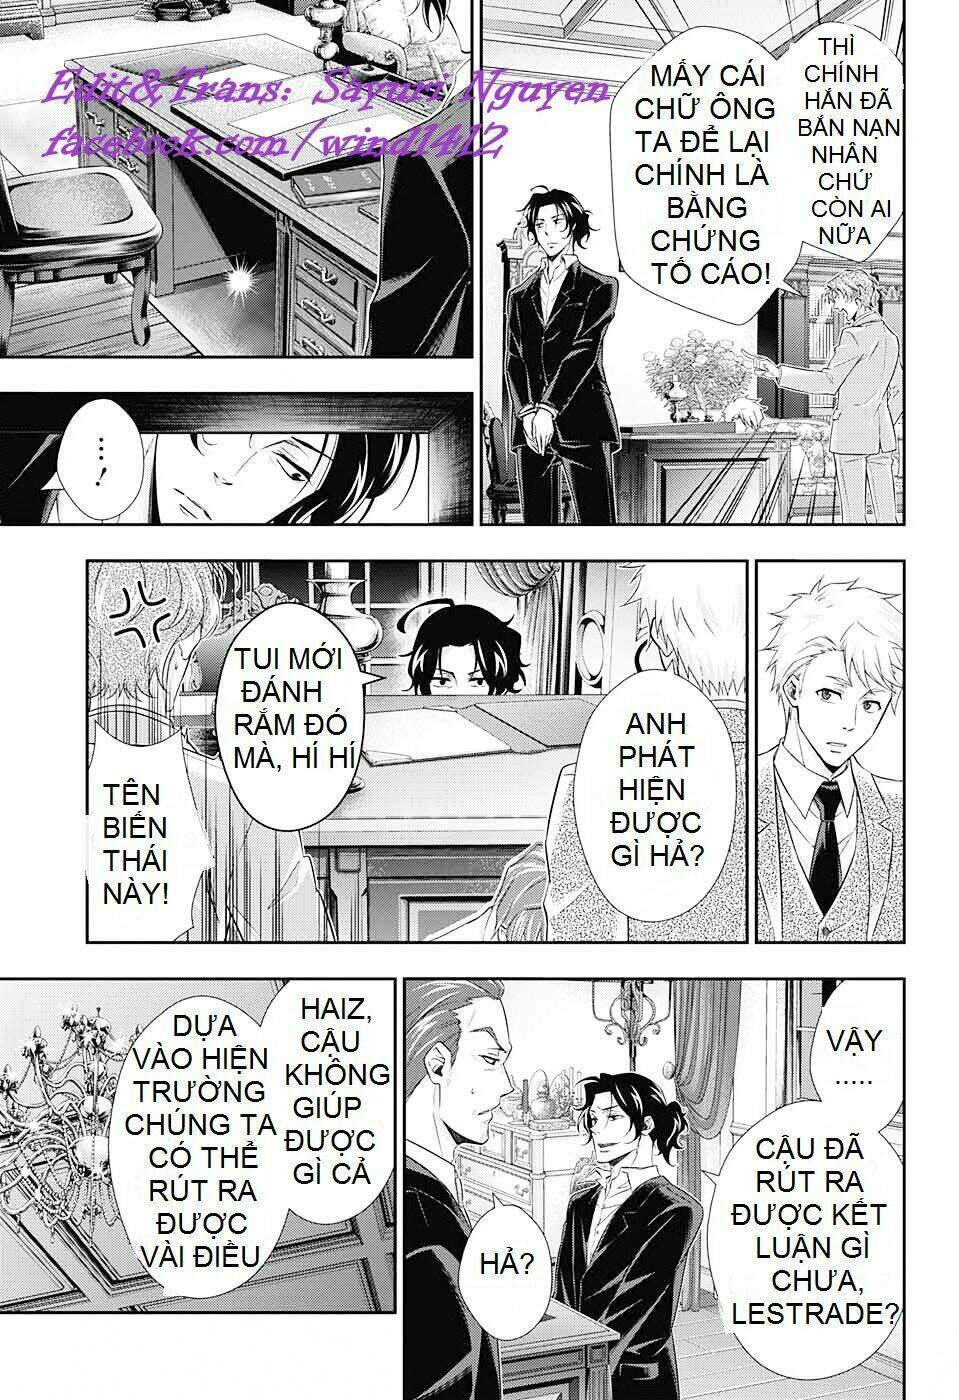 Edit&Trans: Sayuri Nguyen
facebook.com/wind1412
THÌ
CHÍNH
HẮN ĐÃ
BẮN NẠN
NHÂN
CHỨ
CÒN AI
NỮA
MẤY CÁI
CHỮ ÔNG
TA ĐỂ LẠI
CHÍNH LÀ
BẰNG
CHỨNG
TỐ CÁO!
...!
ANH
PHÁT
HIỆN
ĐƯỢC
GÌ HẢ?
TUI MỚI
ĐÁNH
RẮM ĐÓ
MÀ, HÍ HÍ
TÊN
BIẾN
THÁI
NÀY!
VẬY
.....
CẬU ĐÃ
RÚT RA
ĐƯỢC KẾT
LUẬN GÌ
CHƯA,
LESTRADE?
HẢ?
HAIZ,
CẬU
KHÔNG
GIÚP
ĐƯỢC
GÌ CẢ
DỰA
VÀO HIỆN
TRƯỜNG
CHÚNG TA
CÓ THỂ
RÚT RA
ĐƯỢC
VÀI ĐIỀU